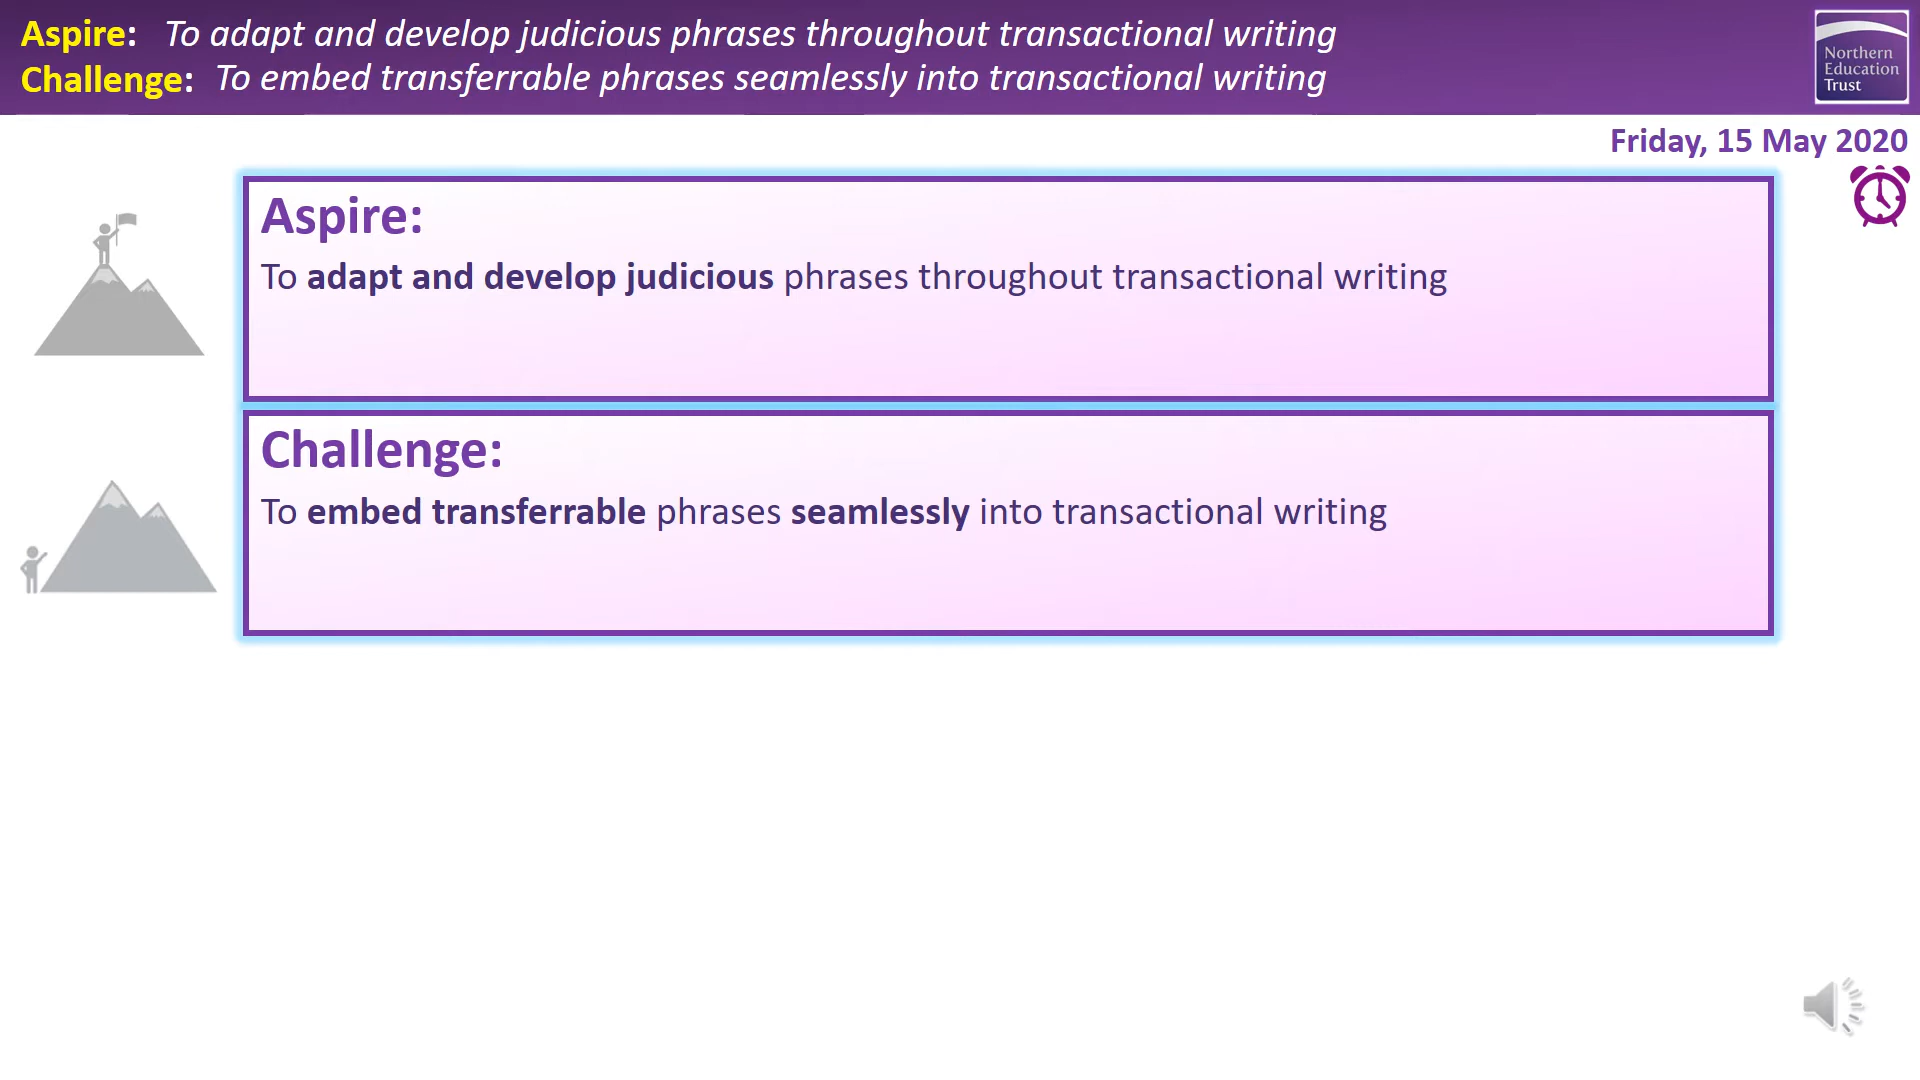 Aspire: To adapt and develop judicious phrases throughout transactional writing
Challenge: To embed transferrable phrases seamlessly into transactional writing
Northern
Education
Trust
Friday, 15 May 2020
Aspire:
To adapt and develop judicious phrases throughout transactional writing
Challenge:
To embed transferrable phrases seamlessly into transactional writing